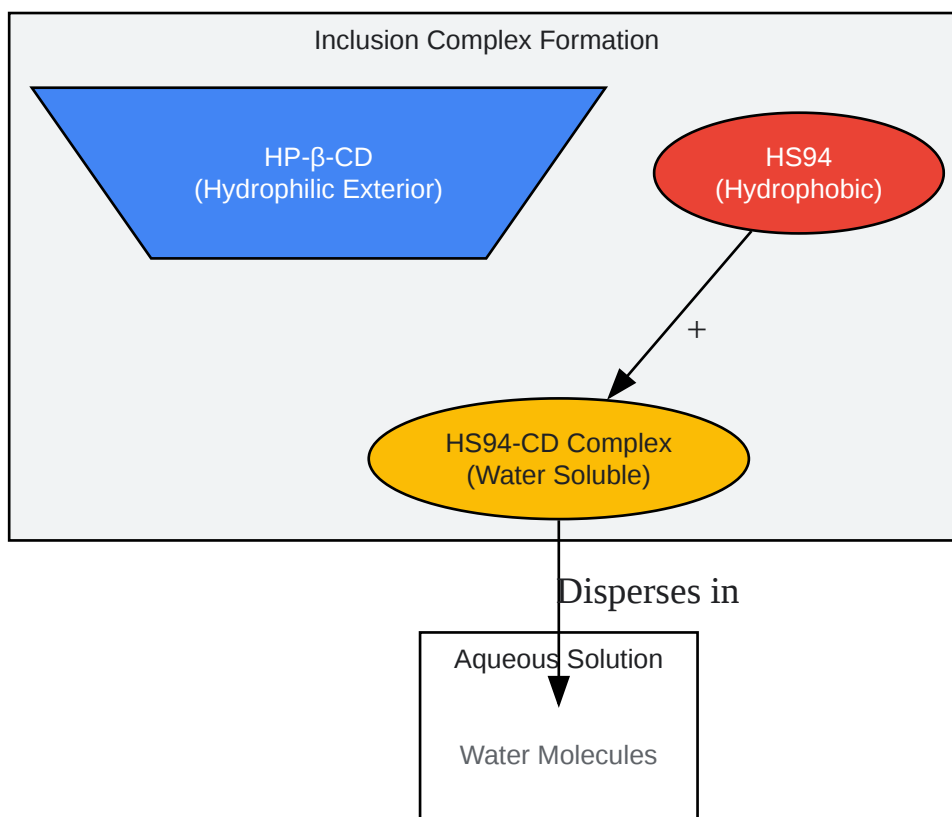 Inclusion Complex Formation
HP-β-CD
(Hydrophilic Exterior)
HS94
(Hydrophobic)
+
HS94-CD Complex
(Water Soluble)
Disperses in
Aqueous Solution
Water Molecules